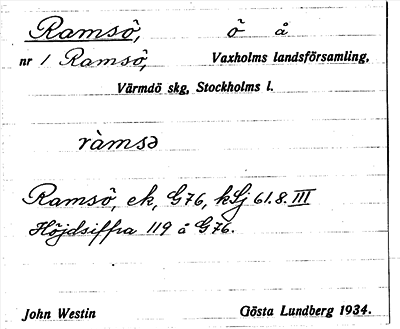 Ramsö, ö å
nr 1 Ramsö, Vaxholms landsförsamling,
Värmdö skg, Stockholms l.
ràmsə
Ramsö, ek, G76, kSj 61.8. III
Höjdsiffra 119 å G76.
John Westin Gösta Lundberg 1934.